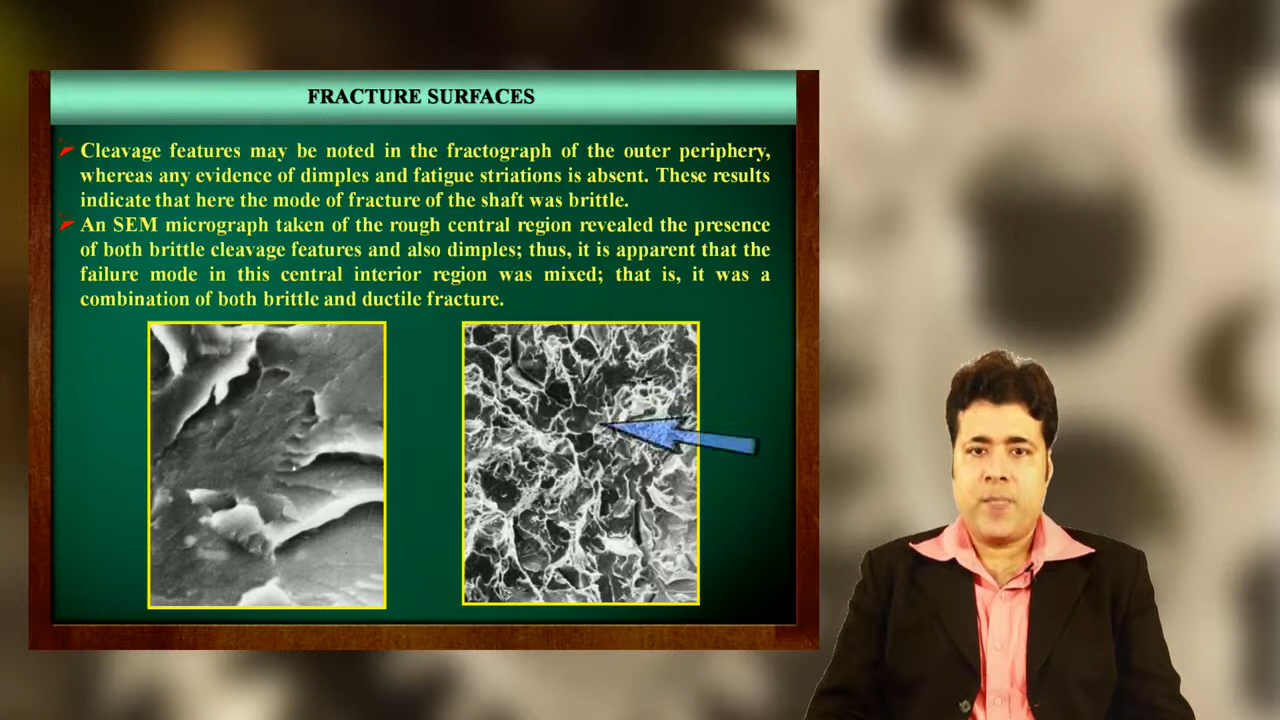 FRACTURE SURFACES
Cleavage features may be noted in the fractograph of the outer periphery,
whereas any evidence of dimples and fatigue striations is absent. These results
indicate that here the mode of fracture of the shaft was brittle.
An SEM micrograph taken of the rough central region revealed the presence
of both brittle cleavage features and also dimples; thus, it is apparent that the
failure mode in this central interior region was mixed; that is, it was a
combination of both brittle and ductile fracture.